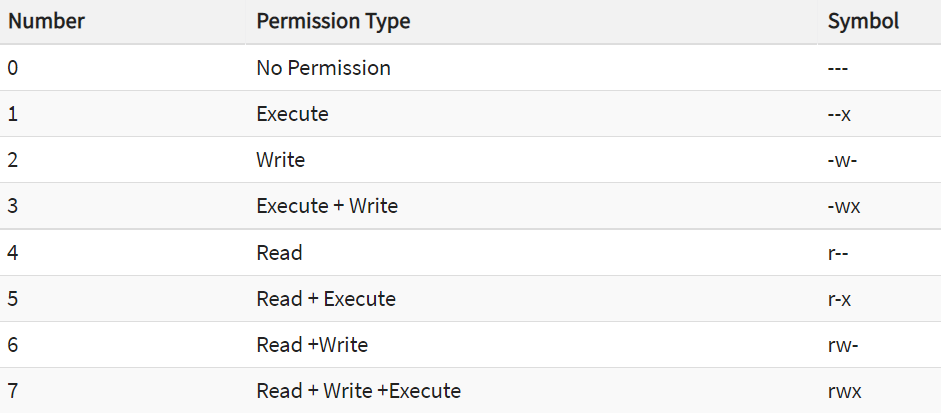 Number Permission Type Symbol
0 No Permission ---
1 Execute --x
2 Write -w-
3 Execute + Write -wx
4 Read r--
5 Read + Execute r-x
6 Read +Write rw-
7 Read + Write +Execute rwx